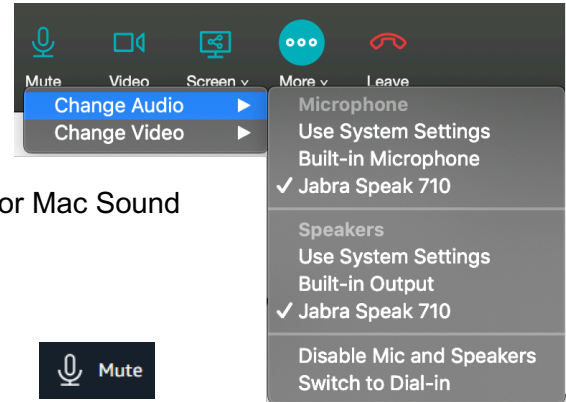 Mute Video Screen More Leave
Change Audio
Change Video
Microphone
Use System Settings
Built-in Microphone
✓ Jabra Speak 710
Speakers
Use System Settings
Built-in Output
✓ Jabra Speak 710
Disable Mic and Speakers
Switch to Dial-in
or Mac Sound
Mute